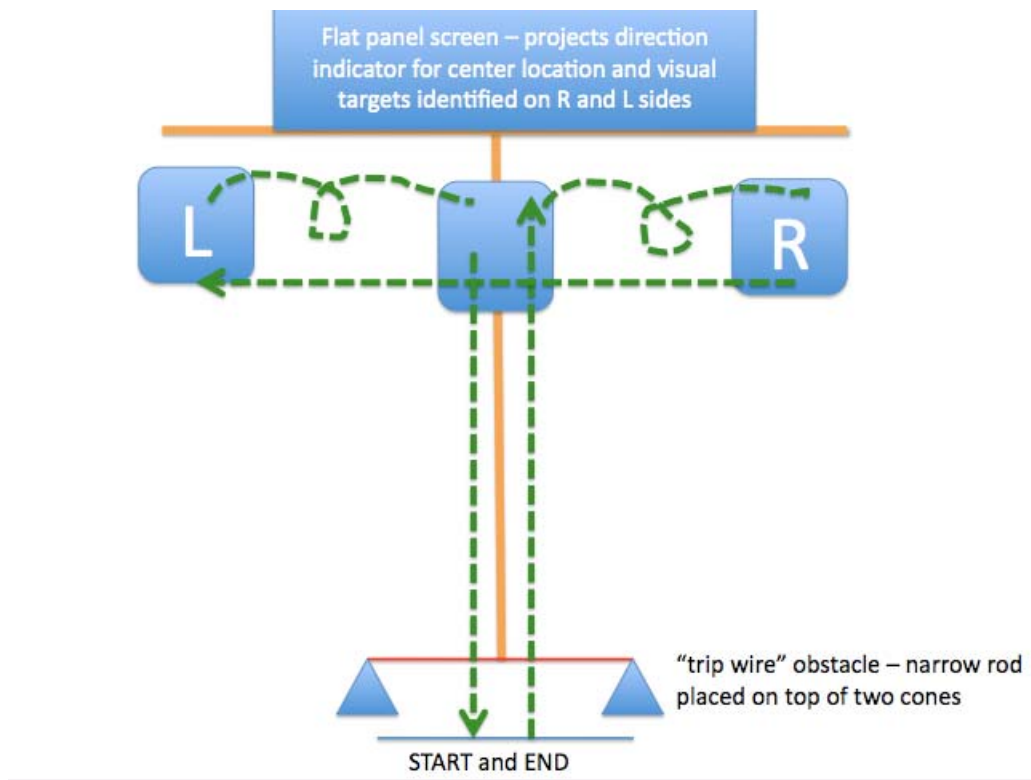 Flat panel screen – projects direction
indicator for center location and visual
targets identified on R and L sides
L
R
“trip wire” obstacle – narrow rod
placed on top of two cones
START and END